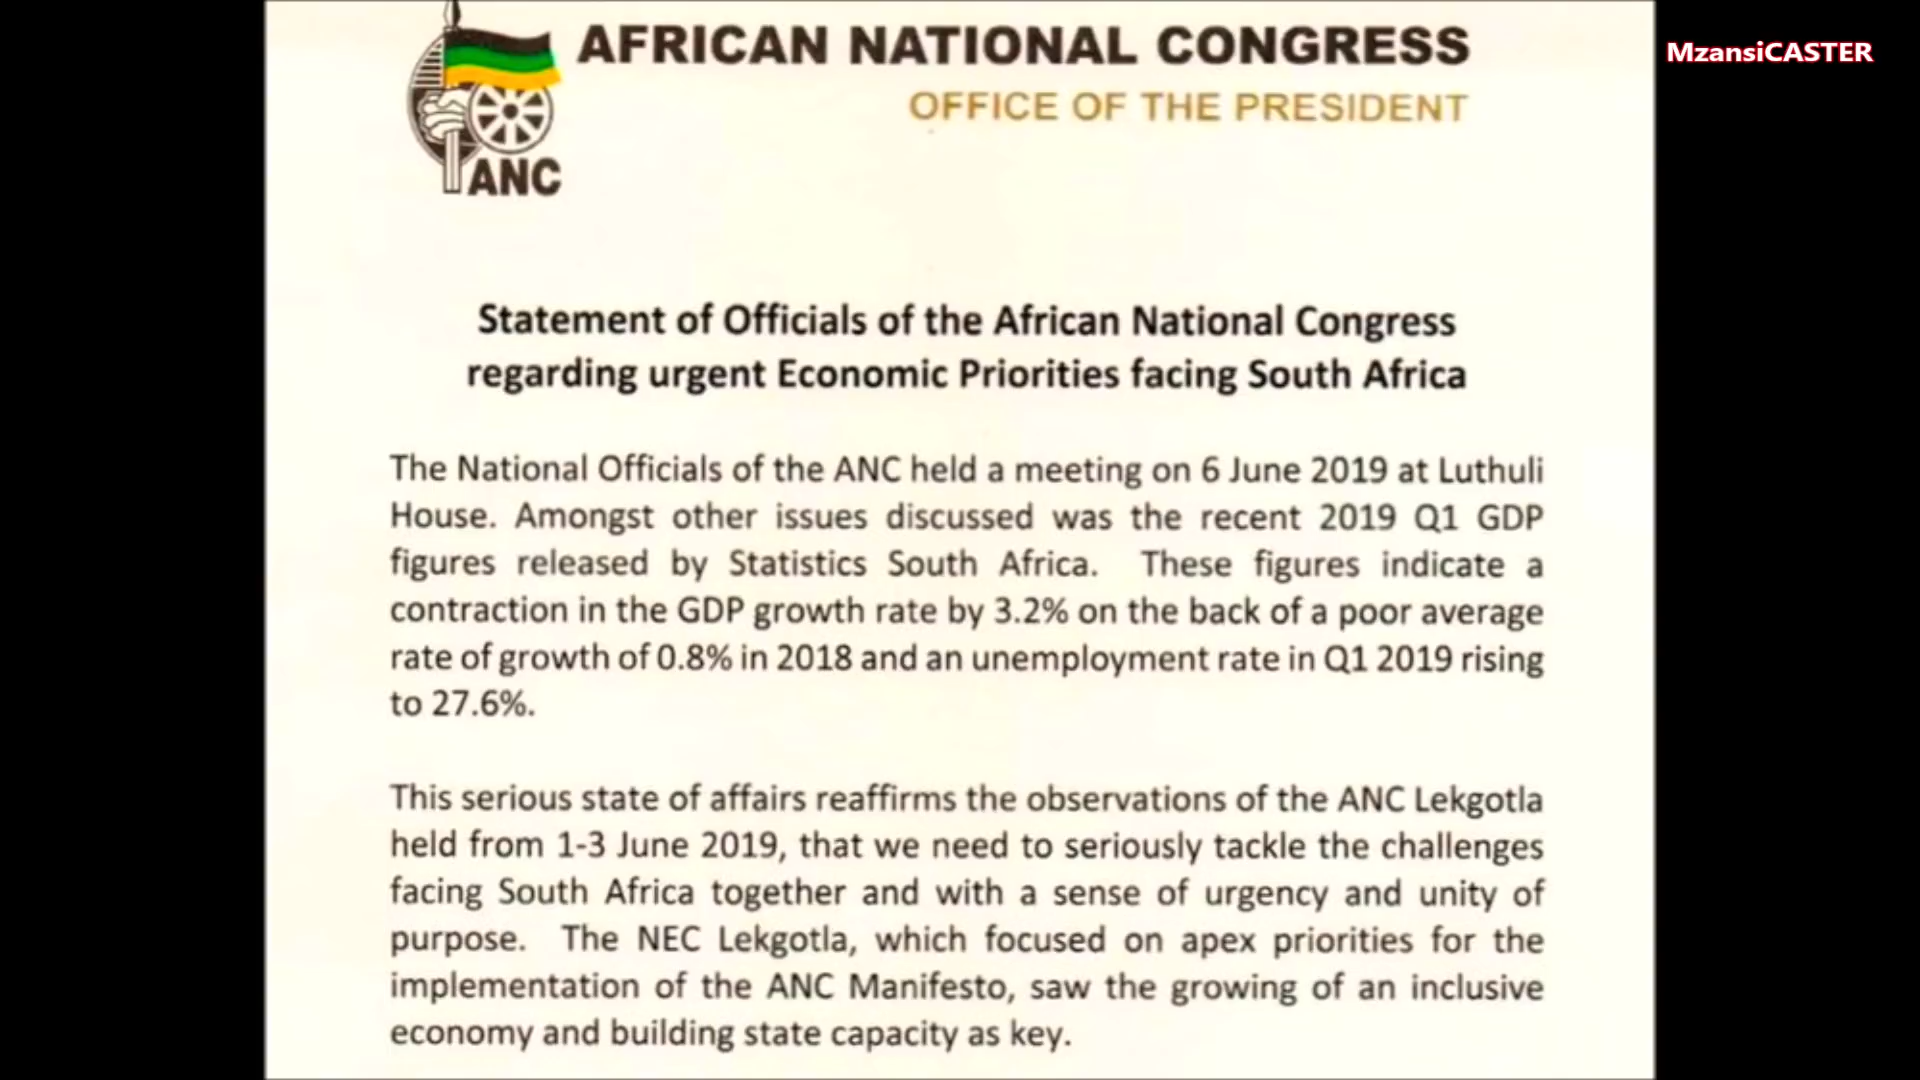 AFRICAN NATIONAL CONGRESS
MzansiCASTER
OFFICE OF THE PRESIDENT
ANC
Statement of Officials of the African National Congress
regarding urgent Economic Priorities facing South Africa
The National Officials of the ANC held a meeting on 6 June 2019 at Luthuli
House. Amongst other issues discussed was the recent 2019 Q1 GDP
figures released by Statistics South Africa. These figures indicate a
contraction in the GDP growth rate by 3.2% on the back of a poor average
rate of growth of 0.8% in 2018 and an unemployment rate in Q1 2019 rising
to 27.6%.
This serious state of affairs reaffirms the observations of the ANC Lekgotla
held from 1-3 June 2019, that we need to seriously tackle the challenges
facing South Africa together and with a sense of urgency and unity of
purpose. The NEC Lekgotla, which focused on apex priorities for the
implementation of the ANC Manifesto, saw the growing of an inclusive
economy and building state capacity as key.